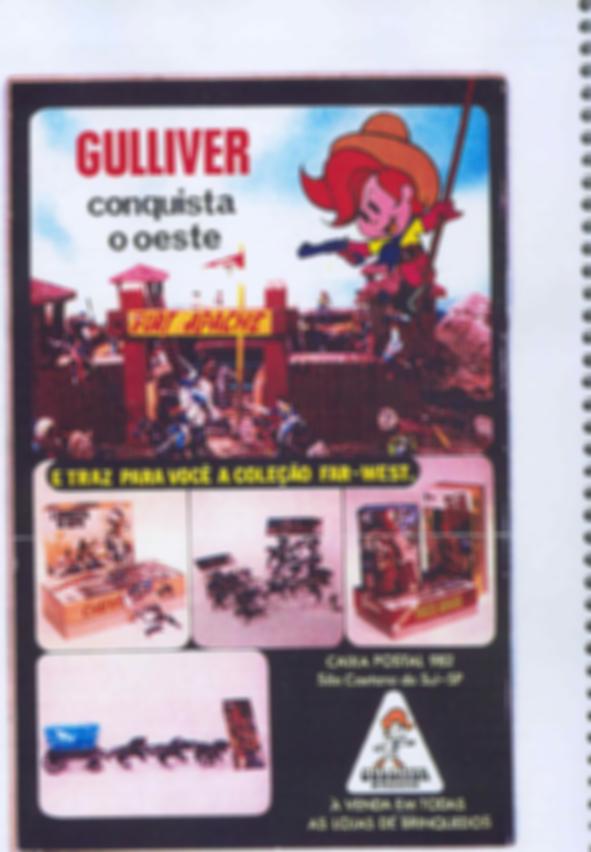 GULLIVER
conquista
o oeste
FORT APACHE
E TRAZ PARA VOCÊ A COLEÇÃO FAR-WEST.
CAIXA POSTAL
São Caetano do Sul-SP
GULLIVER
À VENDA EM TODAS
AS LOJAS DE BRINQUEDOS